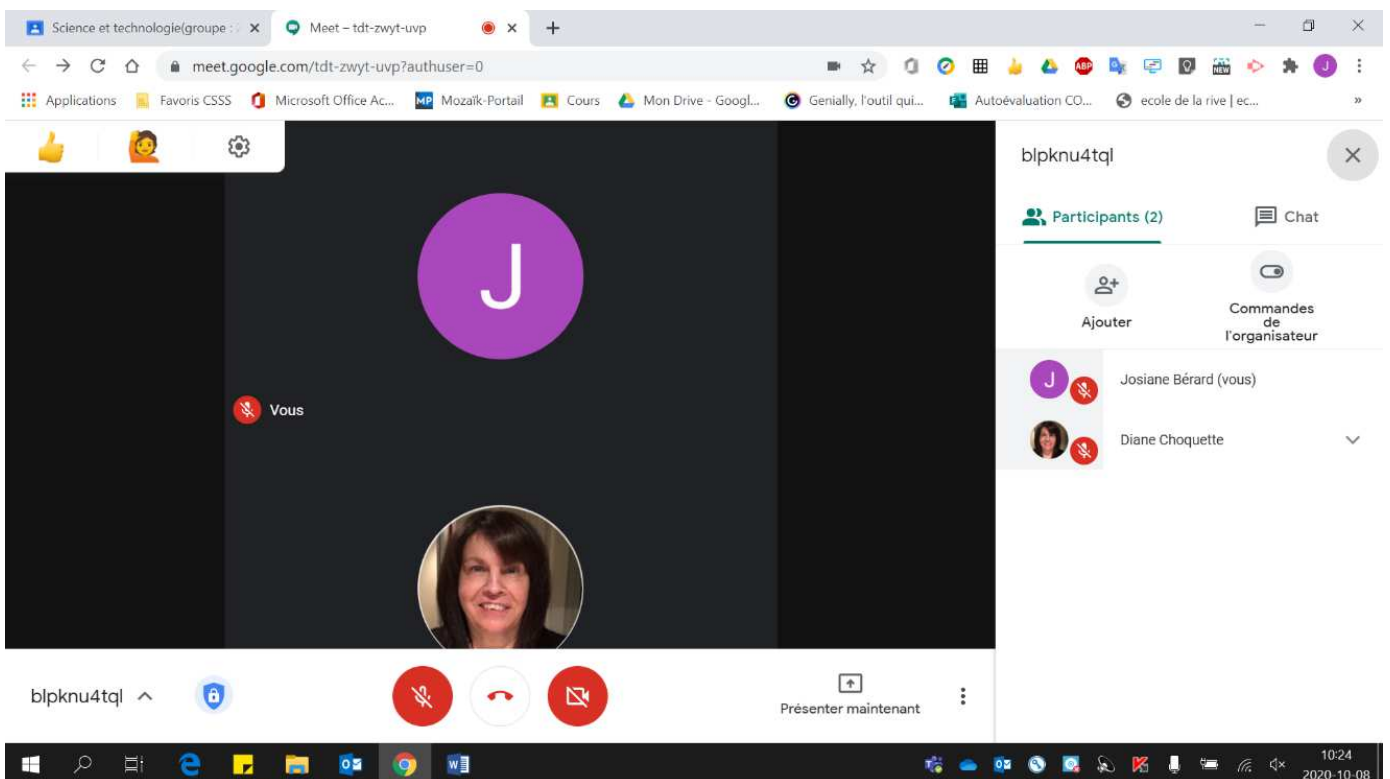 Science et technologie(groupe : 
Meet – tdt-zwyt-uvp
meet.google.com/tdt-zwyt-uvp?authuser=0
ABP
NEW
J
Applications
Favoris CSSS
Microsoft Office Ac...
MP Mozaïk-Portail
Cours
Mon Drive - Googl...
Genially, l'outil qui...
Autoévaluation CO...
ecole de la rive | ec...
»
J
Vous
blpknu4tql
Participants (2)
Chat
Ajouter
Commandes
de
l'organisateur
J
Josiane Bérard (vous)
Diane Choquette
blpknu4tql
Présenter maintenant
10:24
2020-10-08